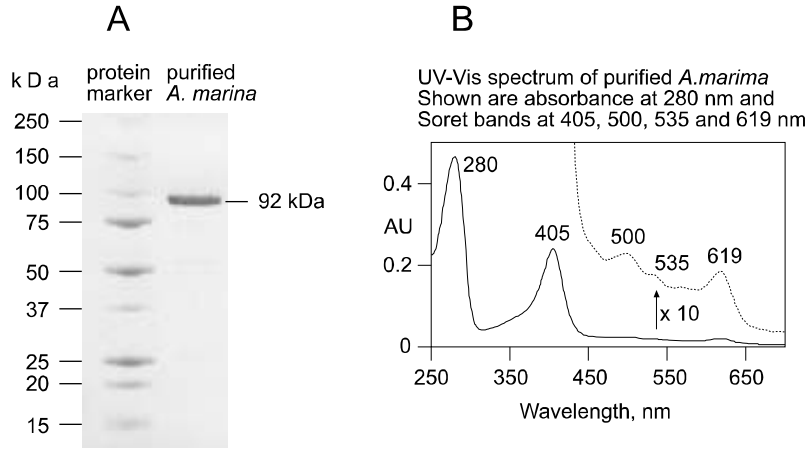 A
k D a
protein marker
purified A. marina
250
150
100
75
50
37
25
20
15
92 kDa
B
UV-Vis spectrum of purified A.marima
Shown are absorbance at 280 nm and
Soret bands at 405, 500, 535 and 619 nm
0.4
AU
0.2
0
280
405
500
535
619
x 10
250
350
450
550
650
Wavelength, nm